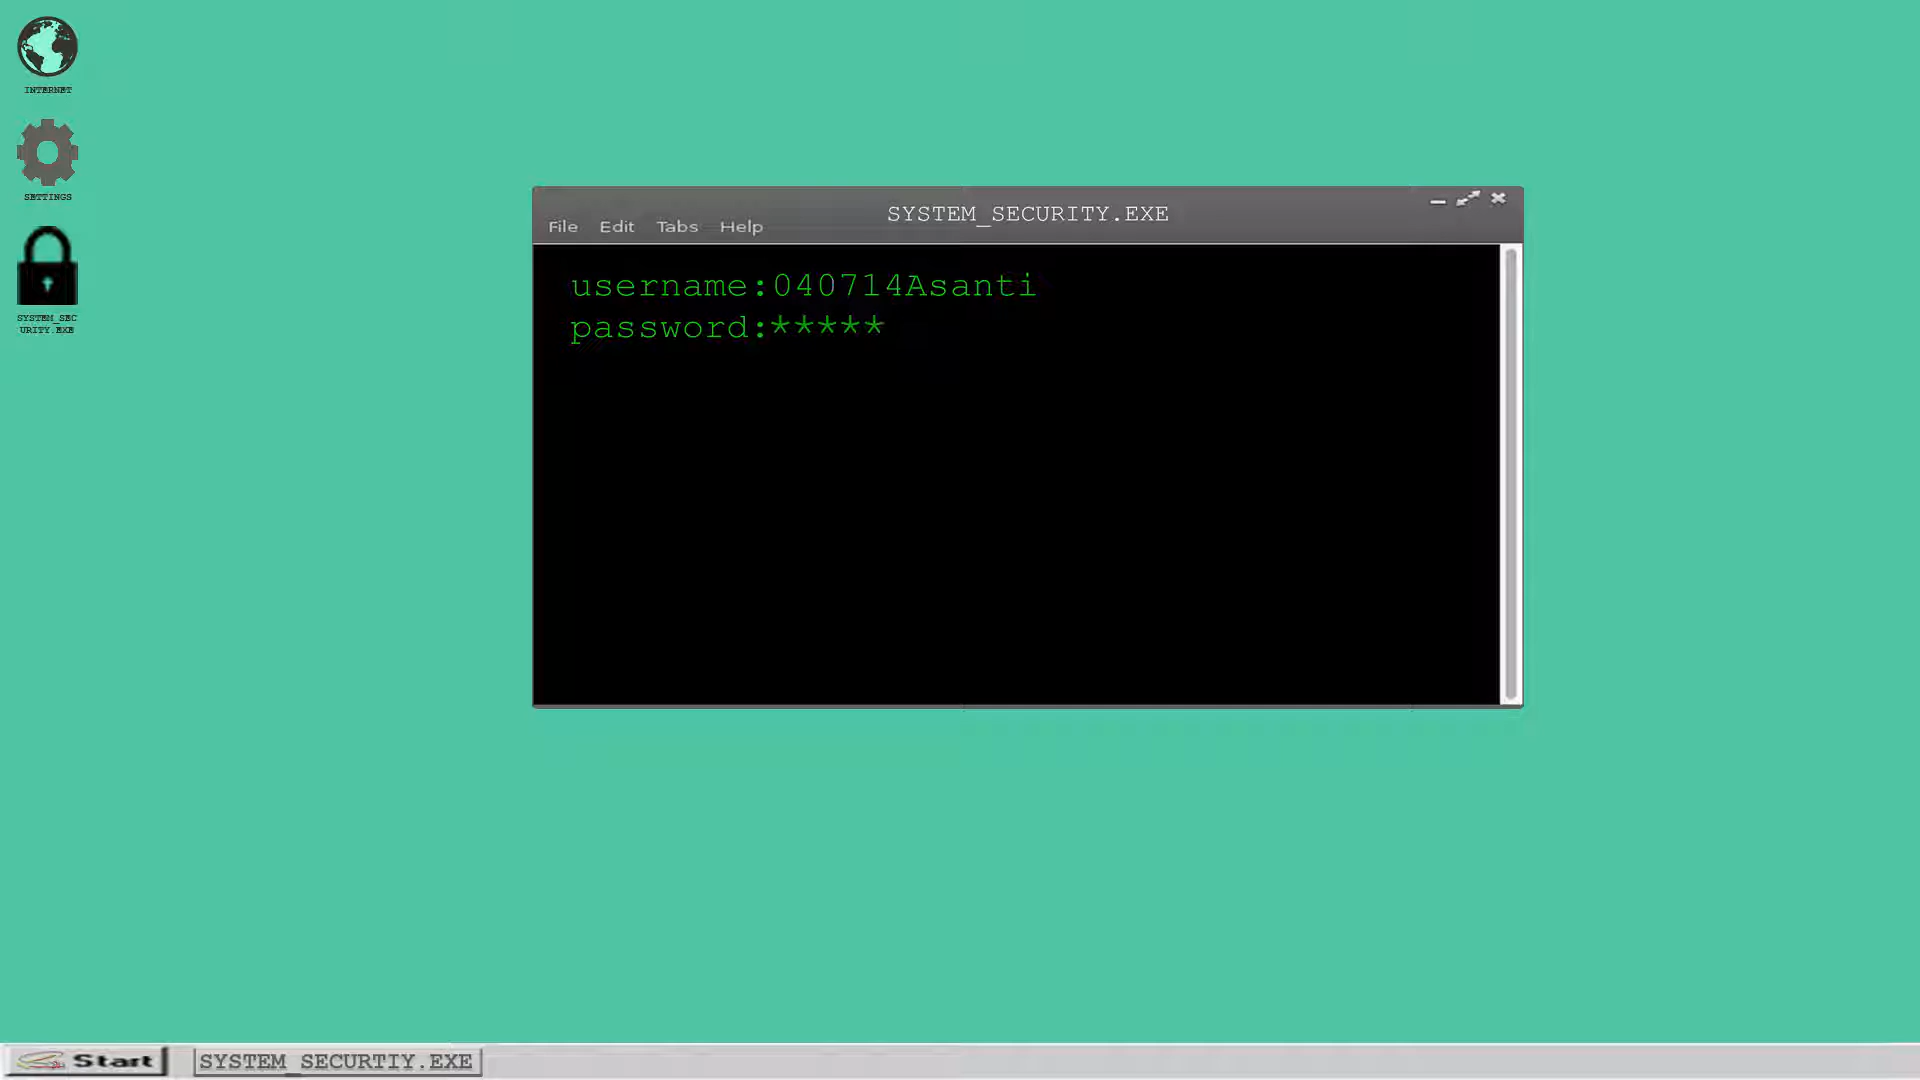 INTERNET
SETTINGS
SYSTEM_SEC
URITY.EXE
SYSTEM_SECURITY.EXE
File Edit Tabs Help
username:040714Asanti
password:*****
Start
SYSTEM_SECURTIY.EXE